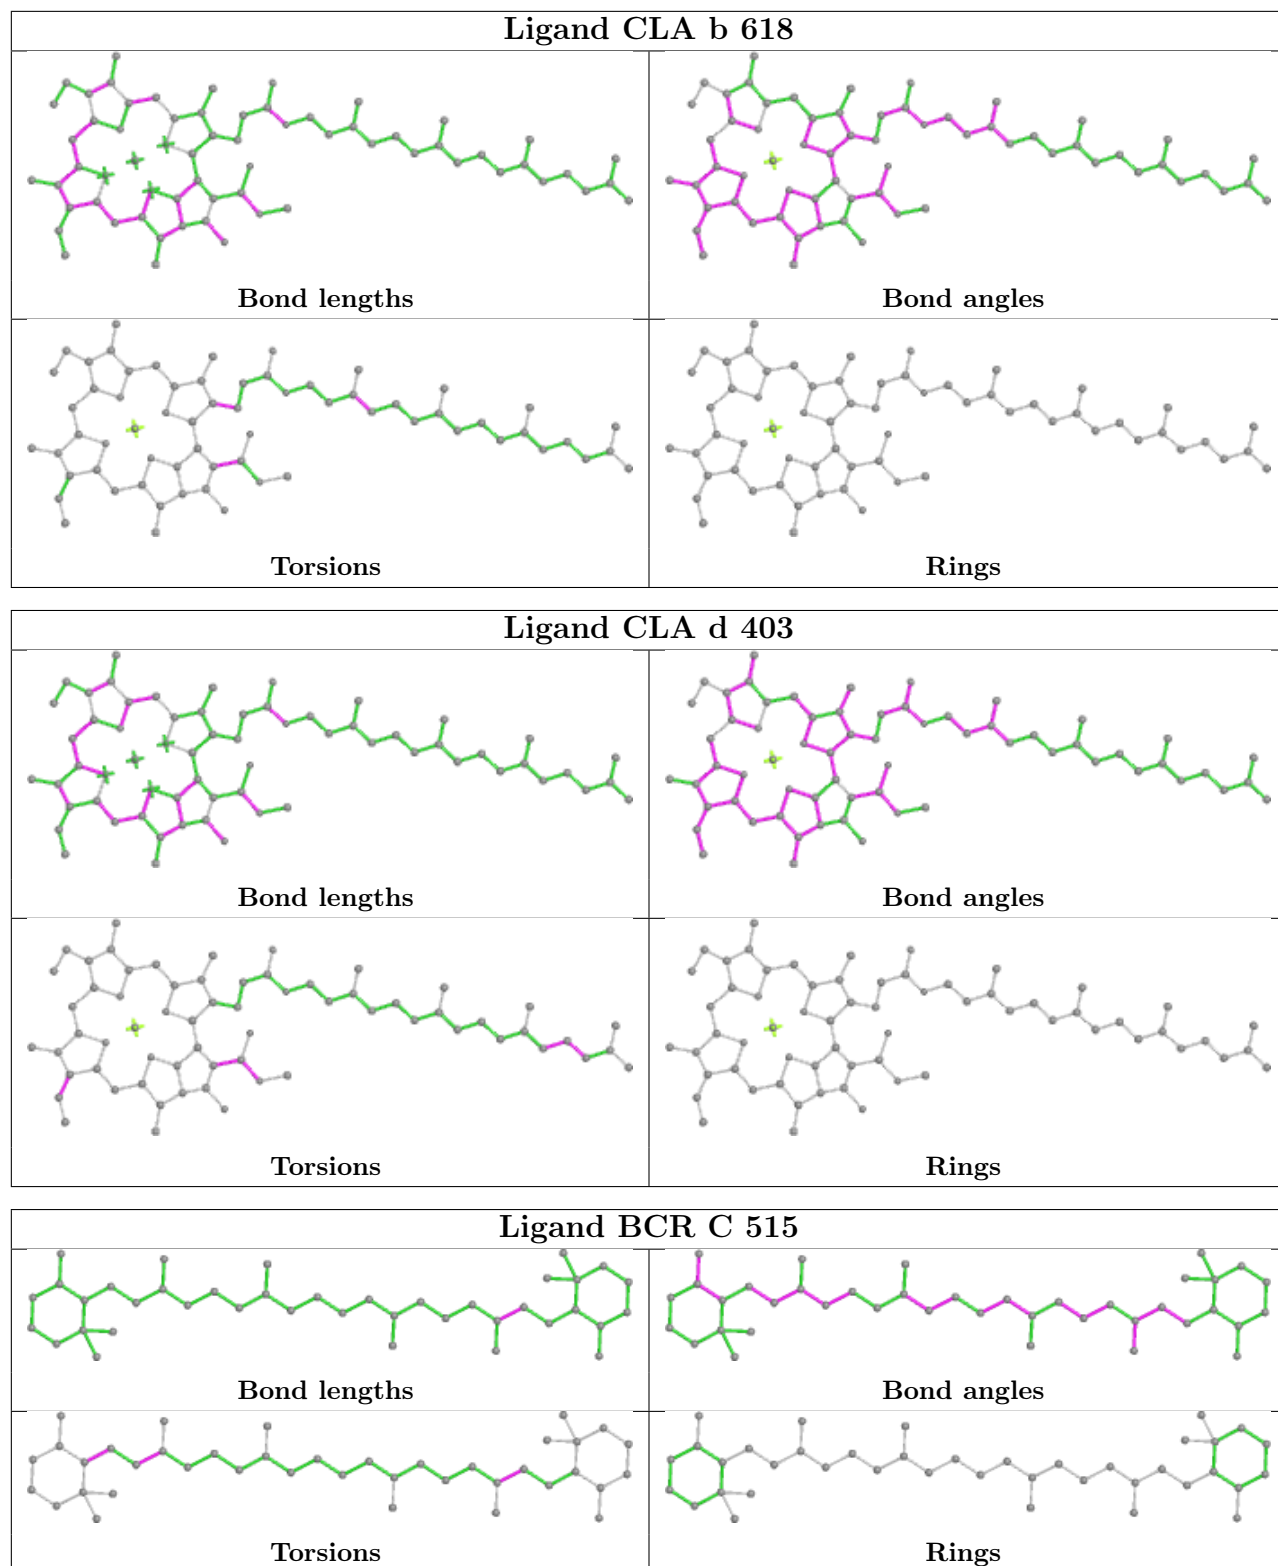 Ligand CLA b 618
Bond lengths
Bond angles
Torsions
Rings
Ligand CLA d 403
Bond lengths
Bond angles
Torsions
Rings
Ligand BCR C 515
Bond lengths
Bond angles
Torsions
Rings